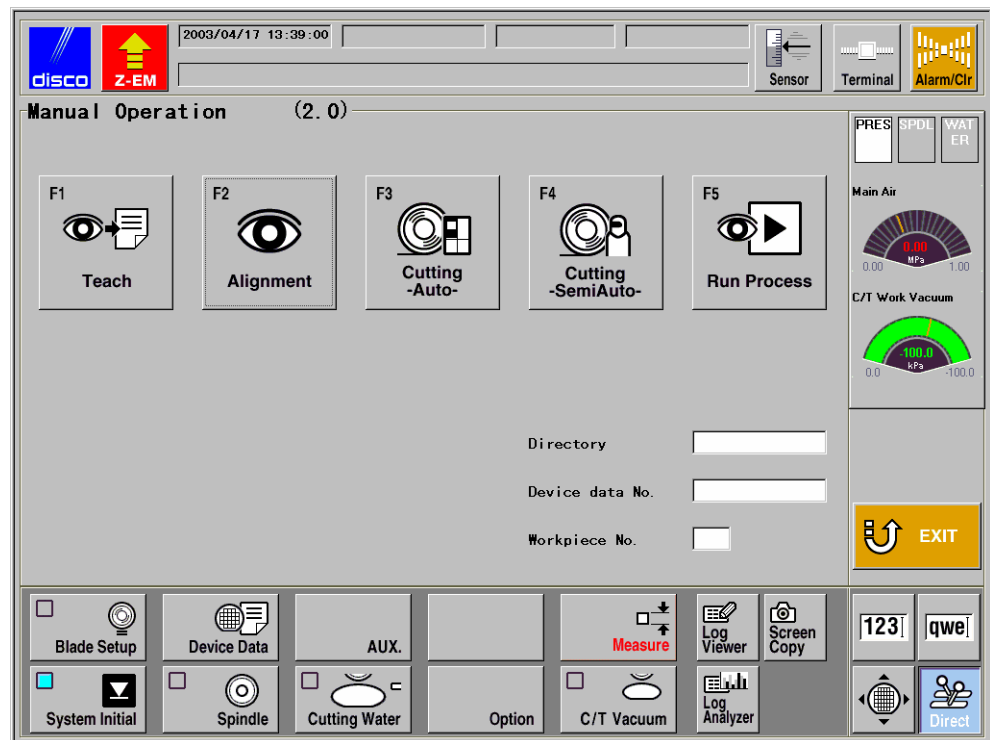 disco
Z-EM
2003/04/17 13:39:00
Sensor
Terminal
Alarm/Clr
Manual Operation (2.0)
PRES
SPDL
WAT
ER
F1
Teach
F2
Alignment
F3
Cutting
-Auto-
F4
Cutting
-SemiAuto-
F5
Run Process
Main Air
0.00
MPa
0.00
1.00
C/T Work Vacuum
-100.0
kPa
0.0
-100.0
Directory
Device data No.
Workpiece No.
EXIT
Blade Setup
Device Data
AUX.
Measure
Log
Viewer
Screen
Copy
123
qwe
System Initial
Spindle
Cutting Water
Option
C/T Vacuum
Log
Analyzer
Direct